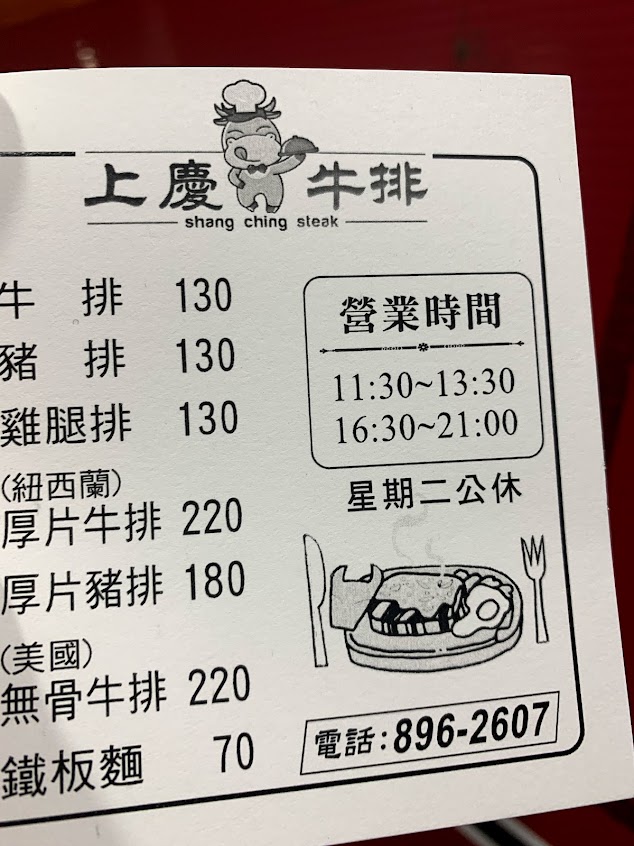 上慶牛排
shang ching steak
牛 排 130
豬 排 130
雞腿排 130
(紐西蘭)
厚片牛排 220
厚片豬排 180
(美國)
無骨牛排 220
鐵板麵 70
營業時間
11:30~13:30
16:30~21:00
星期二公休
電話:896-2607